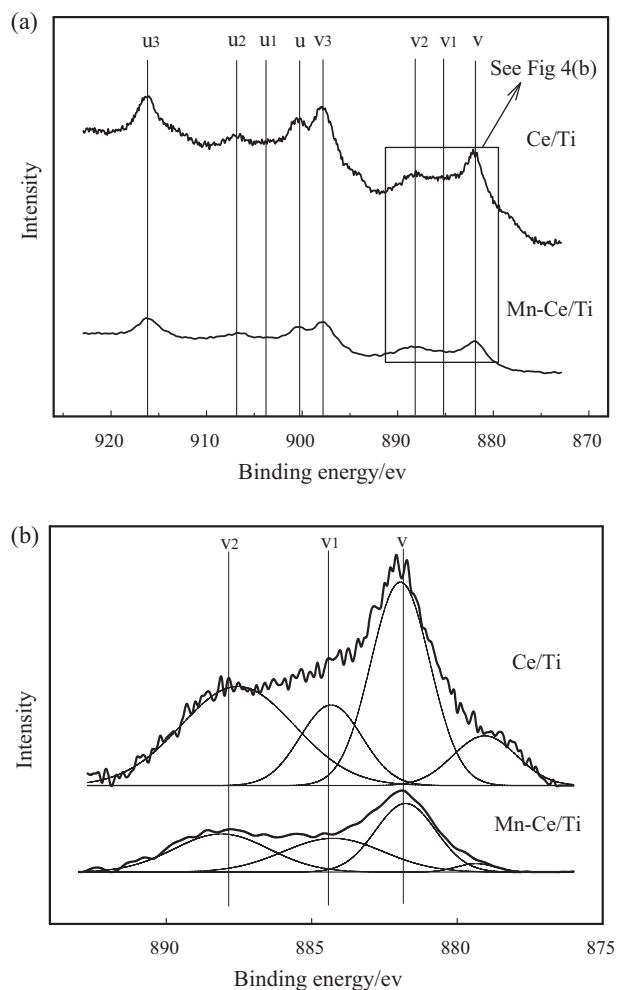 (a)
u3 u2 u1 u v3 v2 v1 v
See Fig 4(b)
Ce/Ti
Mn-Ce/Ti
Intensity
920 910 900 890 880 870
Binding energy/ev
(b)
v2 v1 v
Ce/Ti
Mn-Ce/Ti
Intensity
890 885 880 875
Binding energy/ev